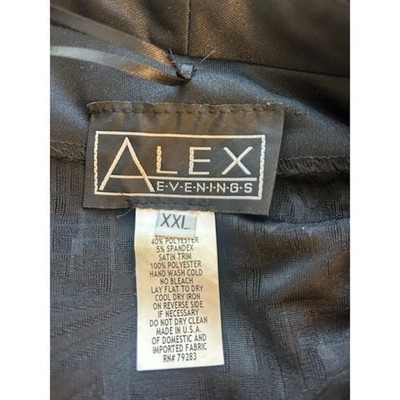 ALEX
E·V·E·N·I·N·G·S
XXL
40% POLYESTER
5% SPANDEX
SATIN TRIM
100% POLYESTER
HAND WASH COLD
NO BLEACH
LAY FLAT TO DRY
COOL DRY IRON
ON REVERSE SIDE
IF NECESSARY
DO NOT DRY CLEAN
MADE IN U.S.A.
OF DOMESTIC AND
IMPORTED FABRIC
RN# 79283